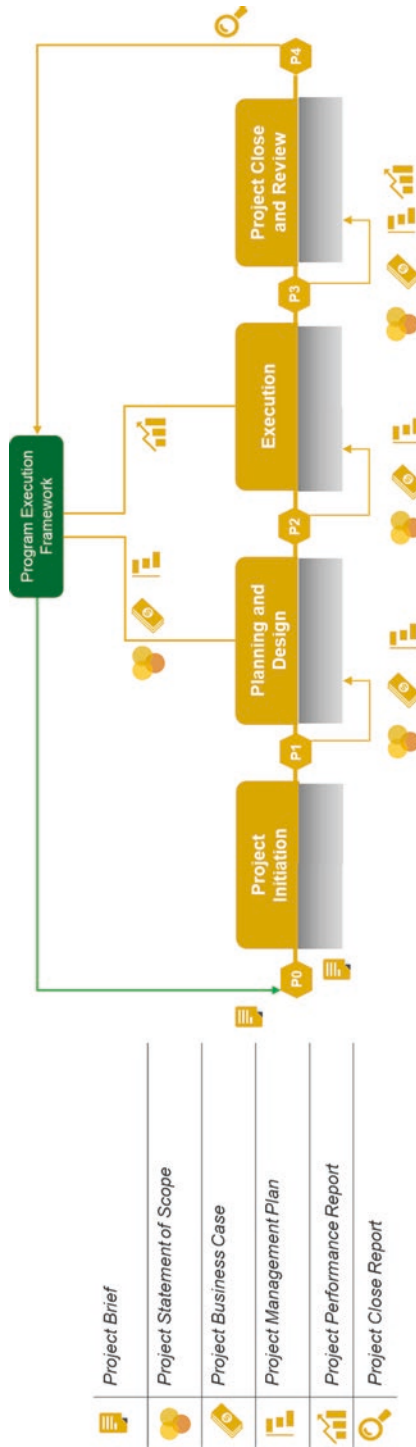 Project Brief
Project Statement of Scope
Project Business Case
Project Management Plan
Project Performance Report
Project Close Report
Program Execution
Framework
P0
Project
Initiation
P1
Planning and
Design
P2
Execution
P3
Project Close
and Review
P4